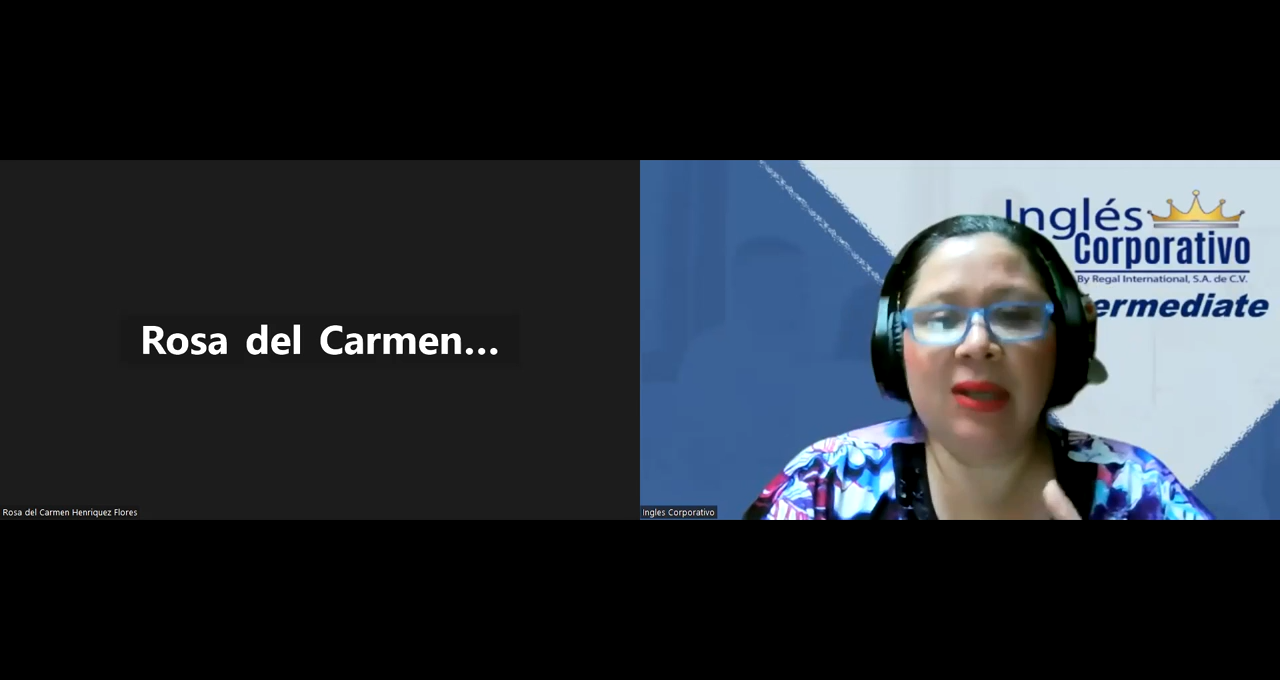 Rosa del Carmen...
Rosa del Carmen Henriquez Flores
Inglés
Corporativo
By Regal International, S.A. de C.V.
ermediate
Ingles Corporativo